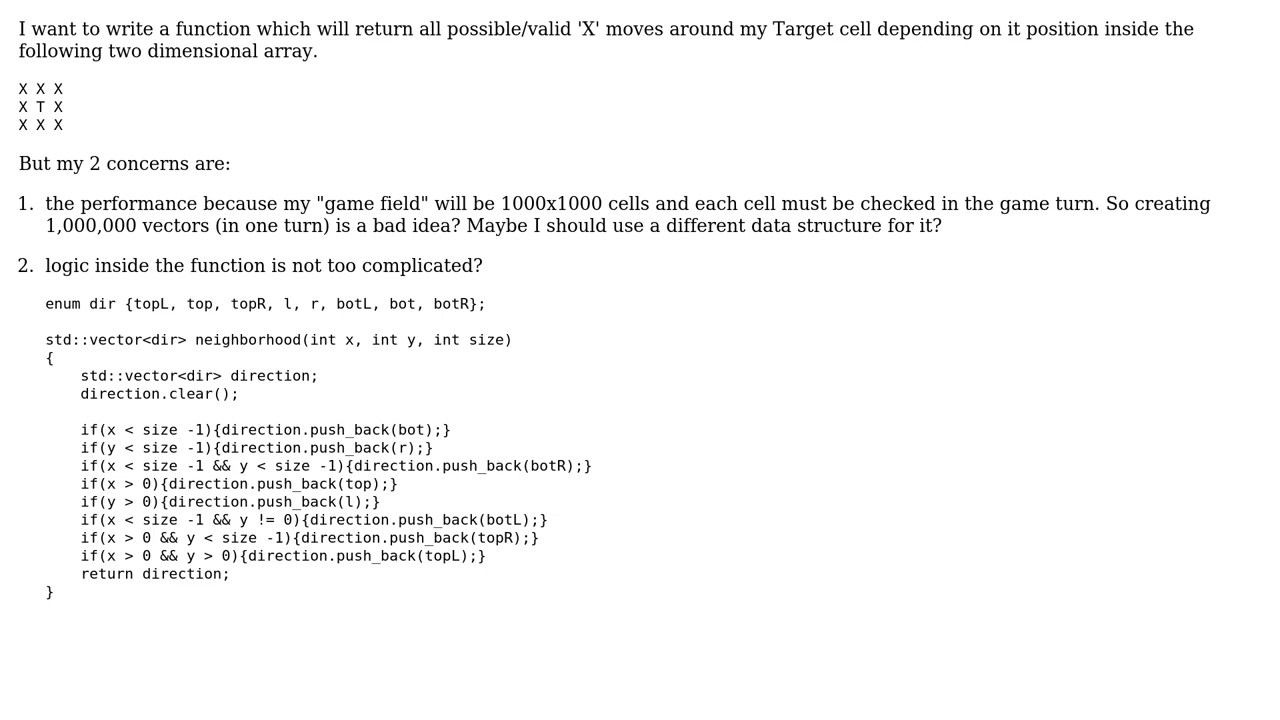 I want to write a function which will return all possible/valid 'X' moves around my Target cell depending on it position inside the
following two dimensional array.
X X X
X T X
X X X
But my 2 concerns are:
1. the performance because my "game field" will be 1000x1000 cells and each cell must be checked in the game turn. So creating
1,000,000 vectors (in one turn) is a bad idea? Maybe I should use a different data structure for it?
2. logic inside the function is not too complicated?
enum dir {topL, top, topR, l, r, botL, bot, botR};
std::vector<dir> neighborhood(int x, int y, int size)
{
    std::vector<dir> direction;
    direction.clear();
    if(x < size -1){direction.push_back(bot);}
    if(y < size -1){direction.push_back(r);}
    if(x < size -1 && y < size -1){direction.push_back(botR);}
    if(x > 0){direction.push_back(top);}
    if(y > 0){direction.push_back(l);}
    if(x < size -1 && y != 0){direction.push_back(botL);}
    if(x > 0 && y < size -1){direction.push_back(topR);}
    if(x > 0 && y > 0){direction.push_back(topL);}
    return direction;
}